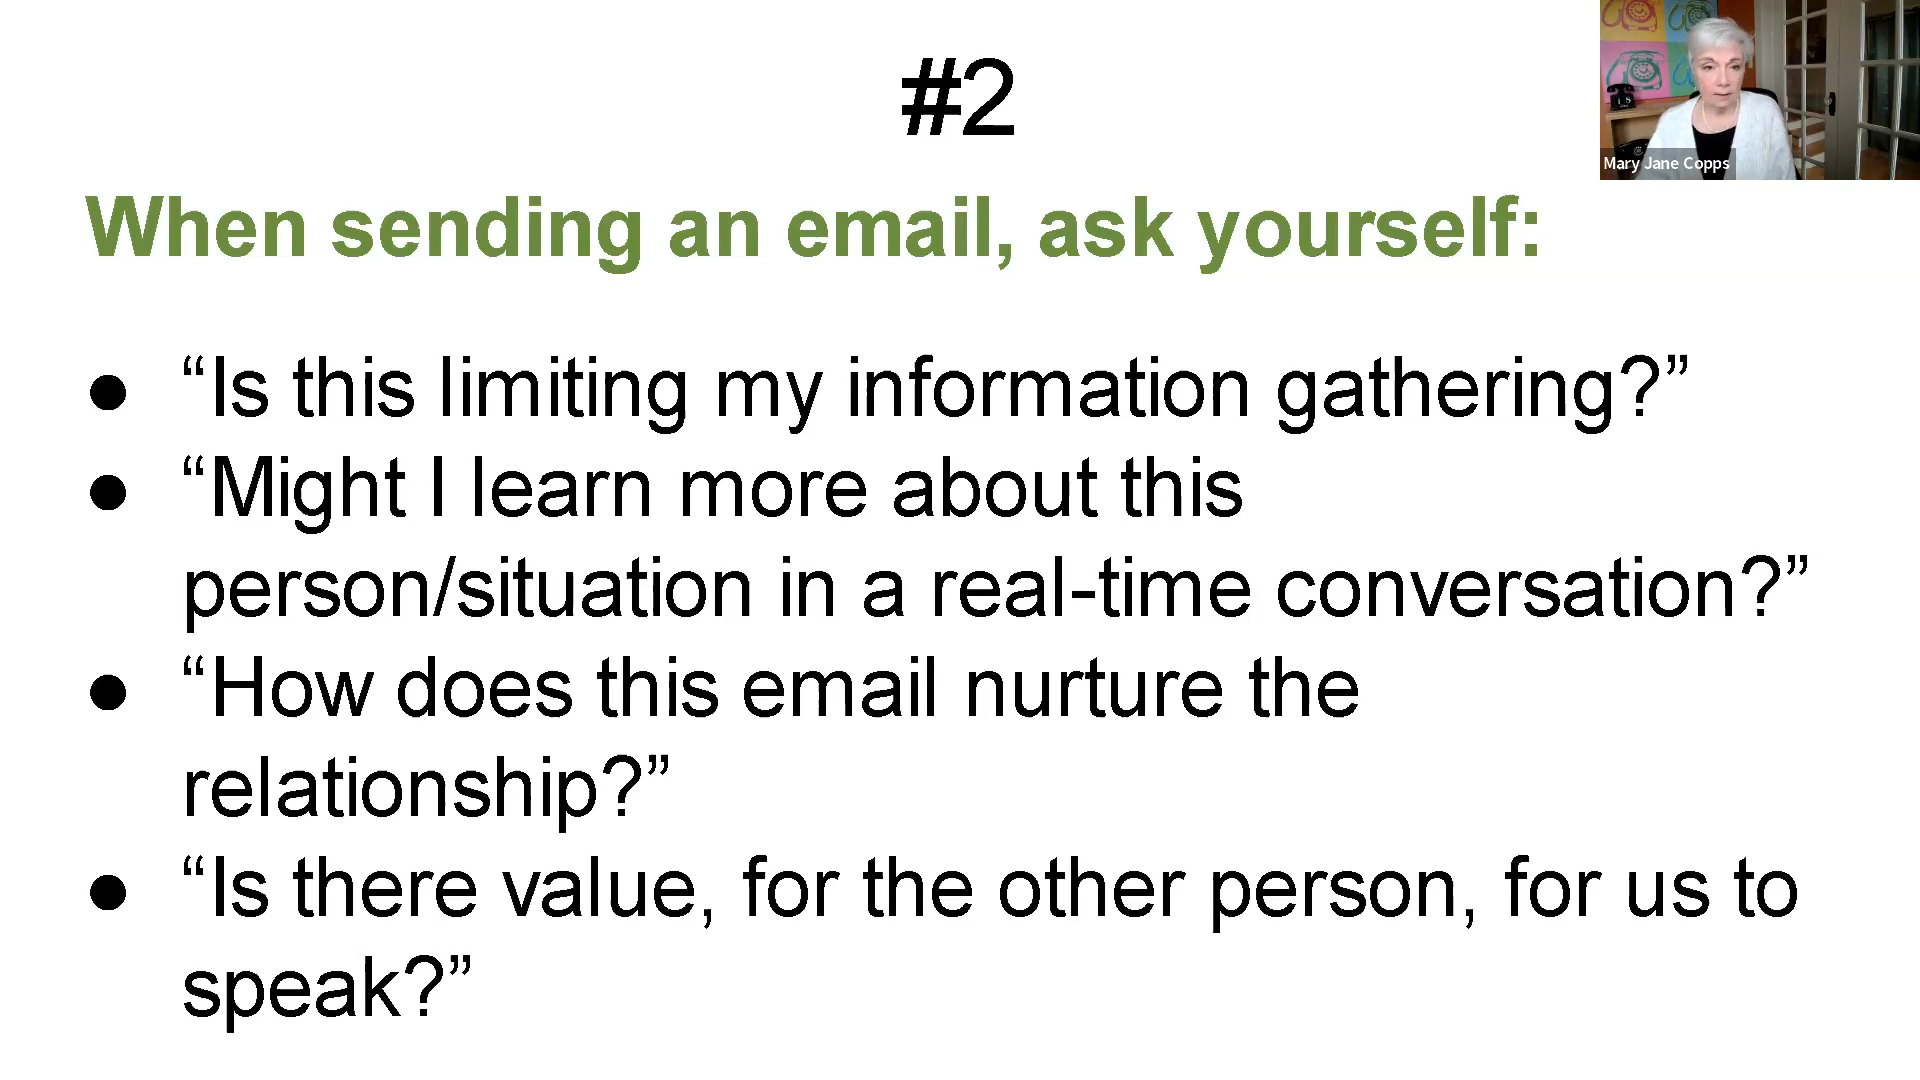 #2
Mary Jane Copps
When sending an email, ask yourself:
● “Is this limiting my information gathering?”
● “Might I learn more about this
person/situation in a real-time conversation?”
● “How does this email nurture the
relationship?”
● “Is there value, for the other person, for us to
speak?”